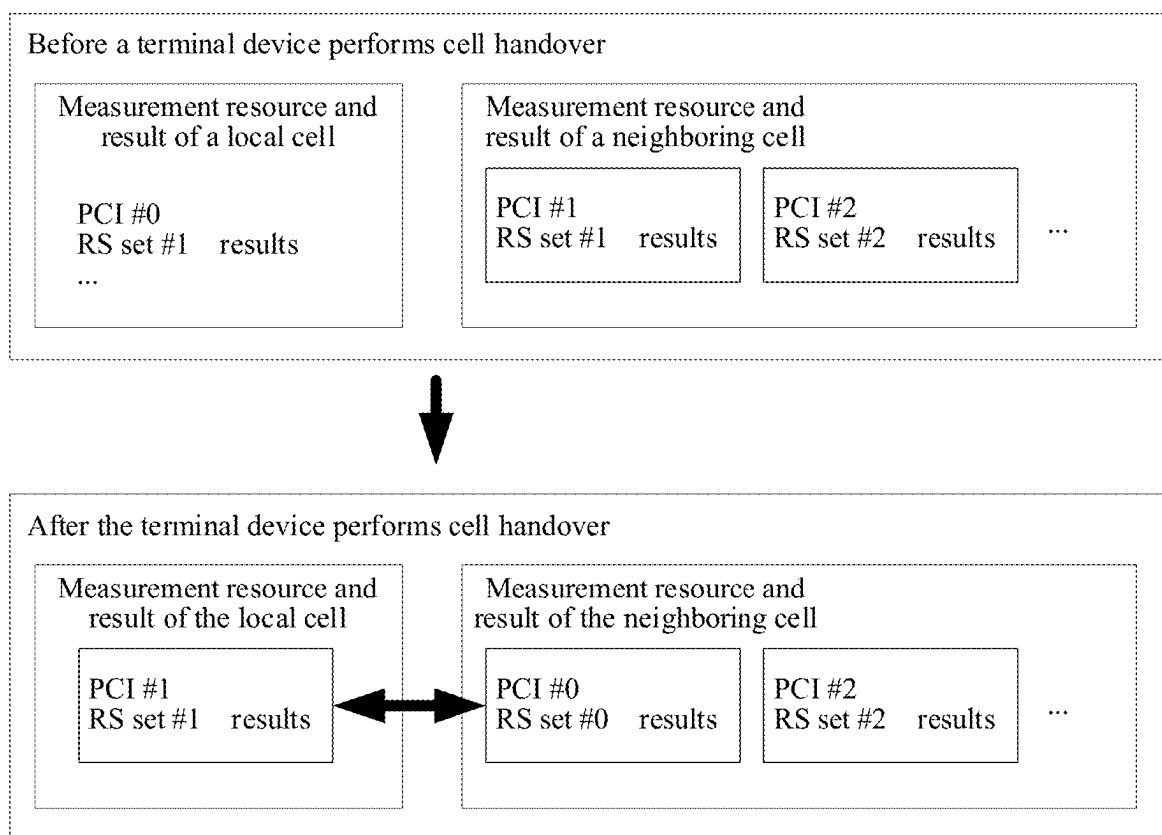 Before a terminal device performs cell handover
Measurement resource and
result of a local cell
PCI #0
RS set #1 results
...
Measurement resource and
result of a neighboring cell
PCI #1
RS set #1 results
PCI #2
RS set #2 results
...
After the terminal device performs cell handover
Measurement resource and
result of the local cell
PCI #1
RS set #1 results
Measurement resource and
result of the neighboring cell
PCI #0
RS set #0 results
PCI #2
RS set #2 results
...